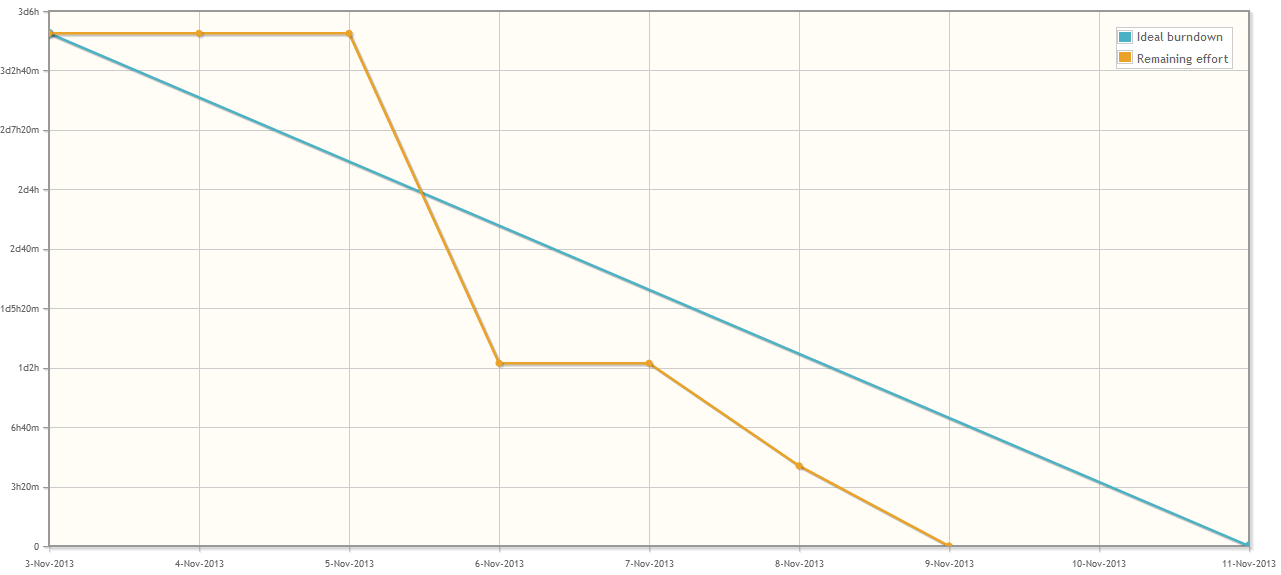 3d6h
Ideal burndown
Remaining effort
3d2h40m
2d7h20m
2d4h
2d40m
1d5h20m
1d2h
6h40m
3h20m
0
3-Nov-2013 4-Nov-2013 5-Nov-2013 6-Nov-2013 7-Nov-2013 8-Nov-2013 9-Nov-2013 10-Nov-2013 11-Nov-2013